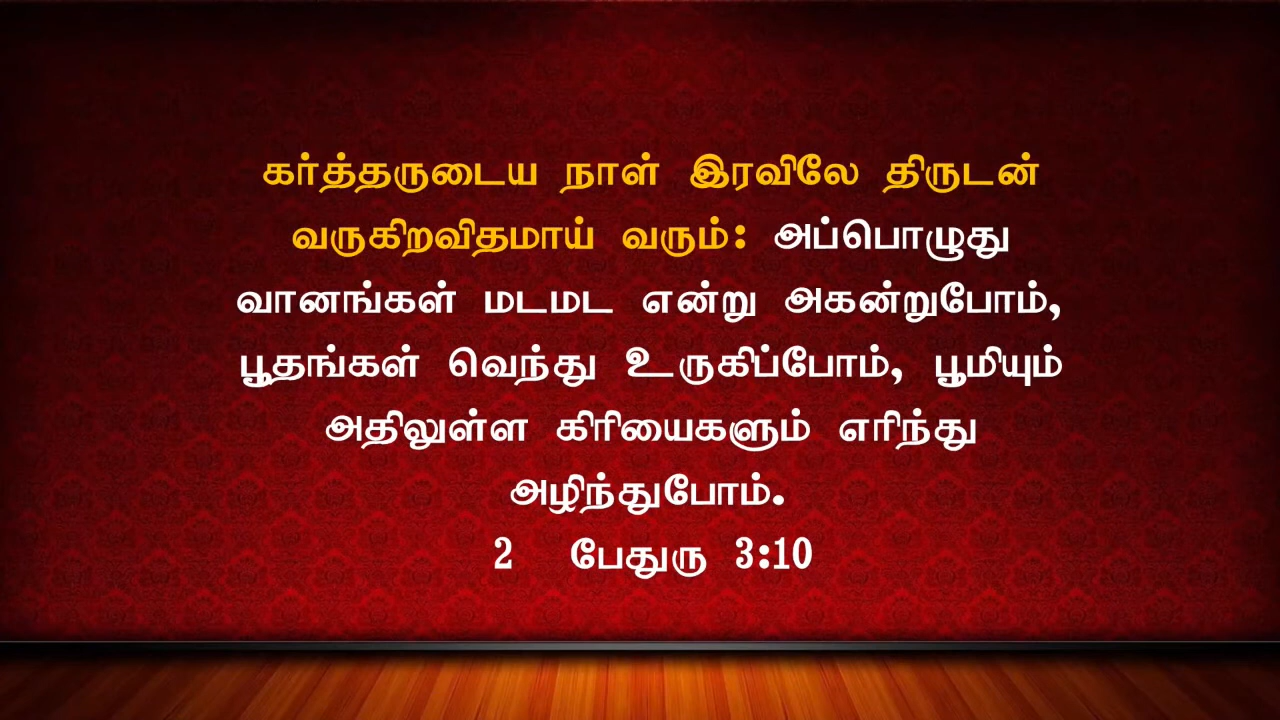 கர்த்தருடைய நாள் இரவிலே திருடன்
வருகிறவிதமாய் வரும்: அப்பொழுது
வானங்கள் மடமட என்று அகன்றுபோம்,
பூதங்கள் வெந்து உருகிப்போம், பூமியும்
அதிலுள்ள கிரியைகளும் எரிந்து
அழிந்துபோம்.
2 பேதுரு 3:10